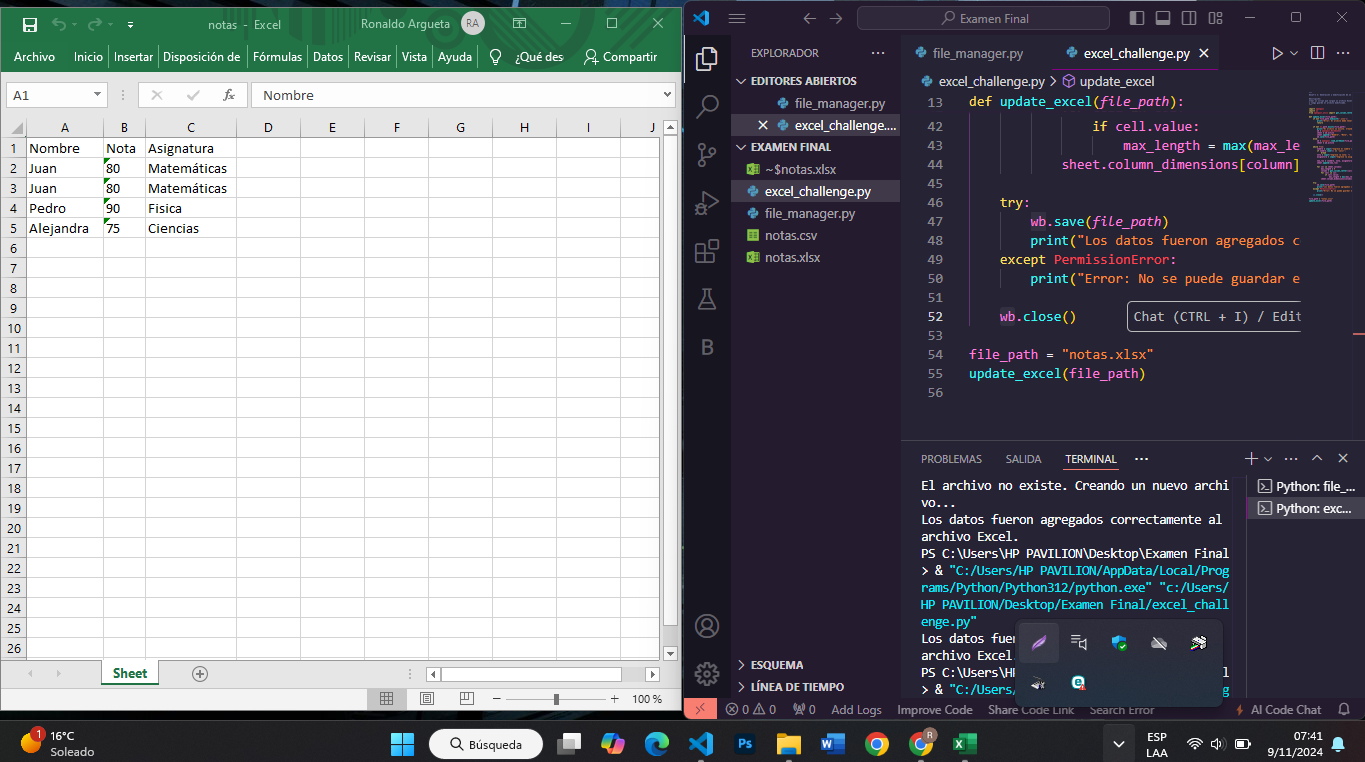 notas - Excel
Ronaldo Argueta RA
Archivo Inicio Insertar Disposición de Fórmulas Datos Revisar Vista Ayuda ¿Qué des Compartir
A1 fx Nombre
A B C D E F G H I J
1 Nombre Nota Asignatura
2 Juan 80 Matemáticas
3 Juan 80 Matemáticas
4 Pedro 90 Fisica
5 Alejandra 75 Ciencias
6
7
8
9
10
11
12
13
14
15
16
17
18
19
20
21
22
23
24
25
26
Sheet
100 %
Examen Final
EXPLORADOR
EDITORES ABIERTOS
file_manager.py
excel_challenge....
EXAMEN FINAL
~$notas.xlsx
excel_challenge.py
file_manager.py
notas.csv
notas.xlsx
ESQUEMA
LÍNEA DE TIEMPO
file_manager.py excel_challenge.py
excel_challenge.py > update_excel
13 def update_excel(file_path):
42 if cell.value:
43 max_length = max(max_le
44 sheet.column_dimensions[column]
45
46 try:
47 wb.save(file_path)
48 print("Los datos fueron agregados c
49 except PermissionError:
50 print("Error: No se puede guardar e
51
52 wb.close() Chat (CTRL + I) / Edit
53
54 file_path = "notas.xlsx"
55 update_excel(file_path)
56
PROBLEMAS SALIDA TERMINAL
Python: file_...
Python: exc...
El archivo no existe. Creando un nuevo archi
vo...
Los datos fueron agregados correctamente al
archivo Excel.
PS C:\Users\HP PAVILION\Desktop\Examen Final
> & "C:/Users/HP PAVILION/AppData/Local/Prog
rams/Python/Python312/python.exe" "c:/Users/
HP PAVILION/Desktop/Examen Final/excel_chall
enge.py"
Los datos fue
archivo Excel.
PS C:\Users\H l
> & "C:/Users g
0 0 0 Add Logs Improve Code Share Code Link Search Error AI Code Chat
1 16°C
Soleado
Búsqueda
Ps
R
ESP
LAA
07:41
9/11/2024